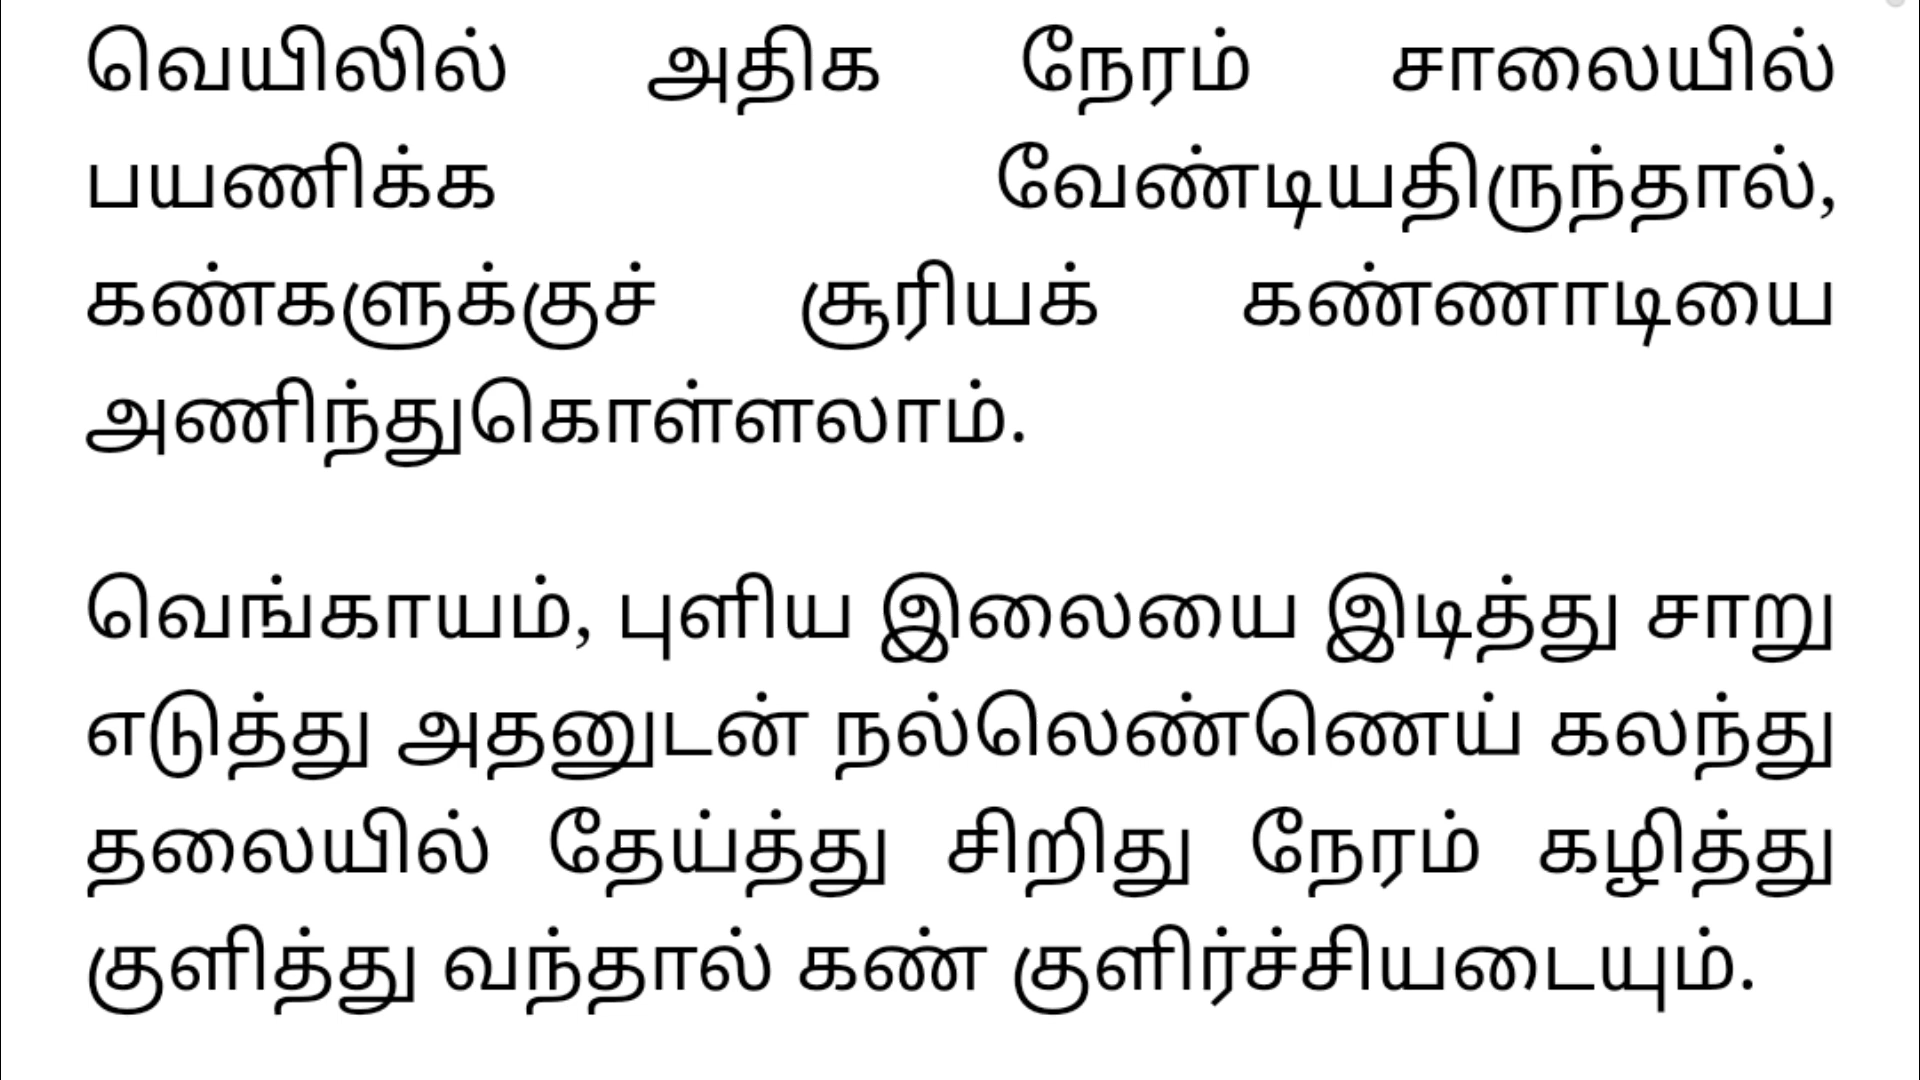 வெயிலில் அதிக நேரம் சாலையில்
பயணிக்க வேண்டியதிருந்தால்,
கண்களுக்குச் சூரியக் கண்ணாடியை
அணிந்துகொள்ளலாம்.
வெங்காயம், புளிய இலையை இடித்து சாறு
எடுத்து அதனுடன் நல்லெண்ணெய் கலந்து
தலையில் தேய்த்து சிறிது நேரம் கழித்து
குளித்து வந்தால் கண் குளிர்ச்சியடையும்.